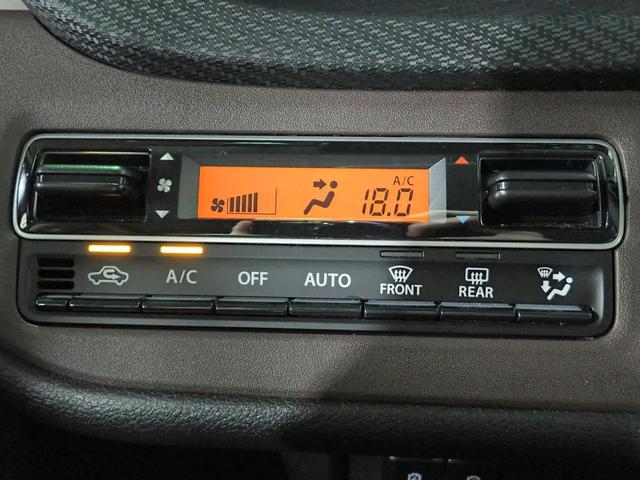 A/C
18.0
A/C OFF AUTO FRONT REAR